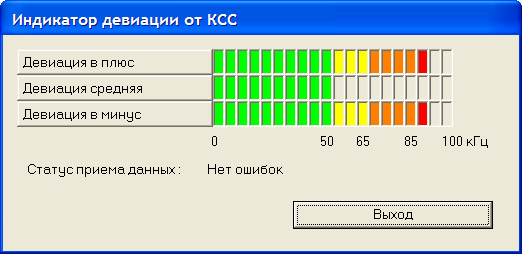 Индикатор девиации от КСС
Девиация в плюс
Девиация средняя
Девиация в минус
0 50 65 85 100 кГц
Статус приема данных : Нет ошибок
Выход